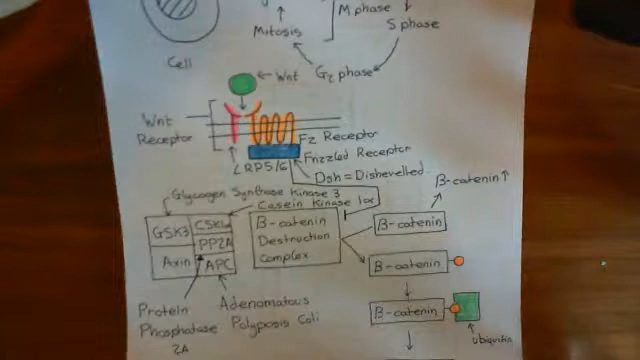 M phase
Mitosis
S phase
Cell
G2 phase
Wnt
Wnt
Receptor
Fz Receptor
Frizzled Receptor
LRP5/6
Dsh = Dishevelled
β-catenin↑
Glycogen Synthase Kinase 3
Casein Kinase 1α
GSK3
CSK1α
PP2A
Axin
APC
β-catenin
Destruction
Complex
β-catenin
β-catenin
β-catenin
ubiquitin
Protein
Phosphatase
2A
Adenomatous
Polyposis Coli